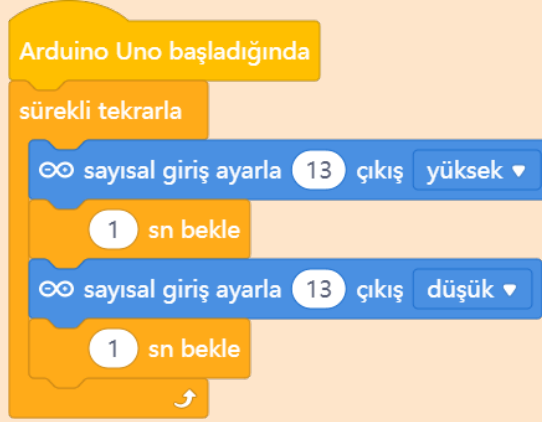 Arduino Uno başladığında
sürekli tekrarla
sayısal giriş ayarla 13 çıkış yüksek
1 sn bekle
sayısal giriş ayarla 13 çıkış düşük
1 sn bekle